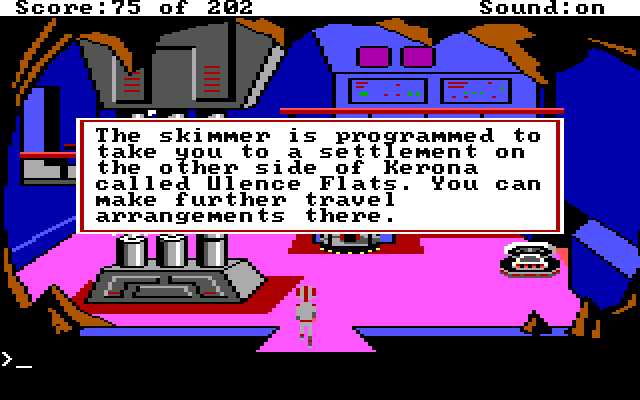 Score:75 of 202 Sound:on
The skimmer is programmed to
take you to a settlement on
the other side of Kerona
called Ulence Flats. You can
make further travel
arrangements there.
>_